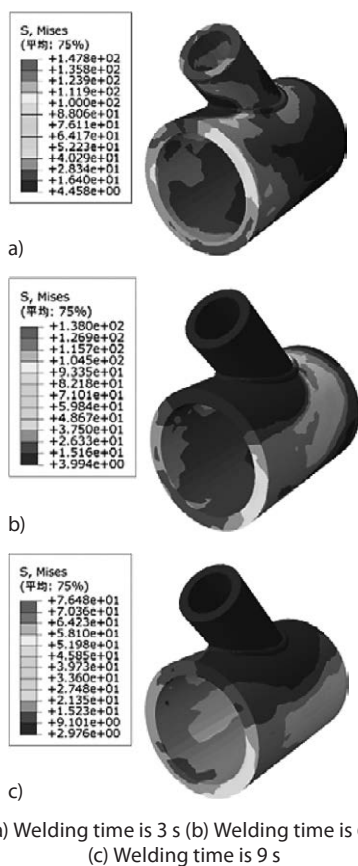 S, Mises
(平均: 75%)
+1.478e+02
+1.358e+02
+1.239e+02
+1.119e+02
+1.000e+02
+8.806e+01
+7.611e+01
+6.417e+01
+5.223e+01
+4.029e+01
+2.834e+01
+1.640e+01
+4.458e+00
a)
S, Mises
(平均: 75%)
+1.380e+02
+1.269e+02
+1.157e+02
+1.045e+02
+9.335e+01
+8.218e+01
+7.101e+01
+5.984e+01
+4.867e+01
+3.750e+01
+2.633e+01
+1.516e+01
+3.994e+00
b)
S, Mises
(平均: 75%)
+7.648e+01
+7.036e+01
+6.423e+01
+5.810e+01
+5.198e+01
+4.585e+01
+3.973e+01
+3.360e+01
+2.748e+01
+2.135e+01
+1.523e+01
+9.101e+00
+2.976e+00
c)
) Welding time is 3 s (b) Welding time is
(c) Welding time is 9 s